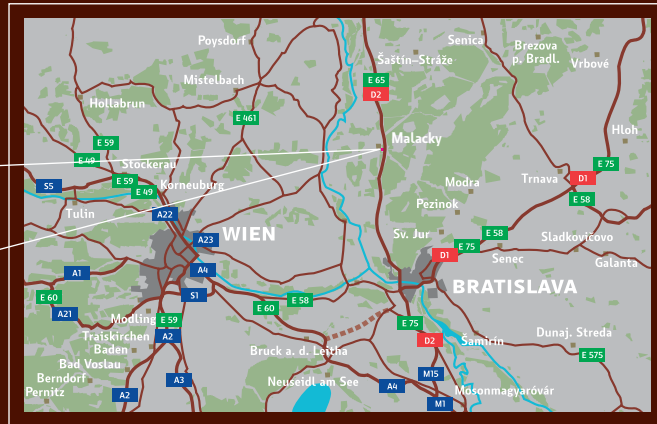 Poysdorf
Senica
Brezova
p. Bradl.
Vrbové
Šaštín–Stráže
Mistelbach
E 65
D2
Hollabrun
E 461
Hloh
Malacky
E 59
E 49
Stockerau
E 75
Trnava
D1
S5
E 59
E 49
Korneuburg
Modra
E 58
Tulin
A22
Pezinok
WIEN
A23
Sv. Jur
E 58
Sladkovičovo
E 75
D1
Senec
Galanta
A1
A4
BRATISLAVA
E 60
S1
E 58
E 60
A21
Modling
E 59
E 75
Traiskirchen
A2
D2
Šamirín
Dunaj. Streda
Baden
Bruck a. d. Leitha
E 575
Bad Voslau
Berndorf
A3
Neuseidl am See
A4
M15
Pernitz
A2
Mosonmagyaróvár
M1